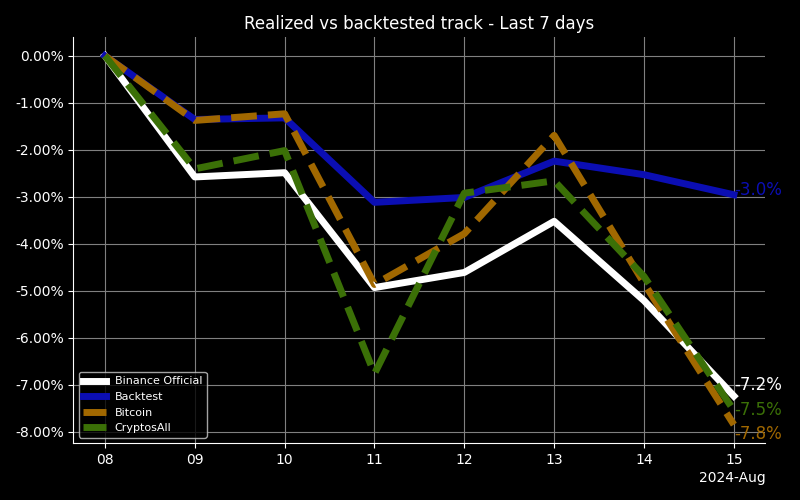 Realized vs backtested track - Last 7 days
0.00%
-1.00%
-2.00%
-3.00%
-4.00%
-5.00%
-6.00%
-7.00%
-8.00%
-3.0%
-7.2%
-7.5%
-7.8%
Binance Official
Backtest
Bitcoin
CryptosAll
08 09 10 11 12 13 14 15
2024-Aug